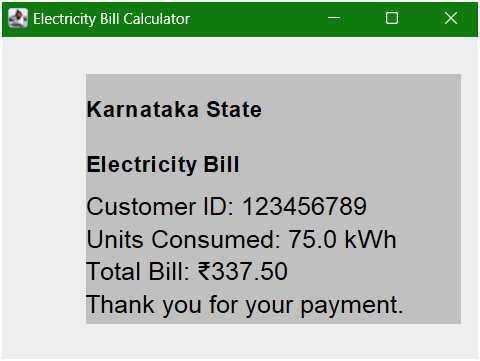 Electricity Bill Calculator
Karnataka State
Electricity Bill
Customer ID: 123456789
Units Consumed: 75.0 kWh
Total Bill: ₹337.50
Thank you for your payment.